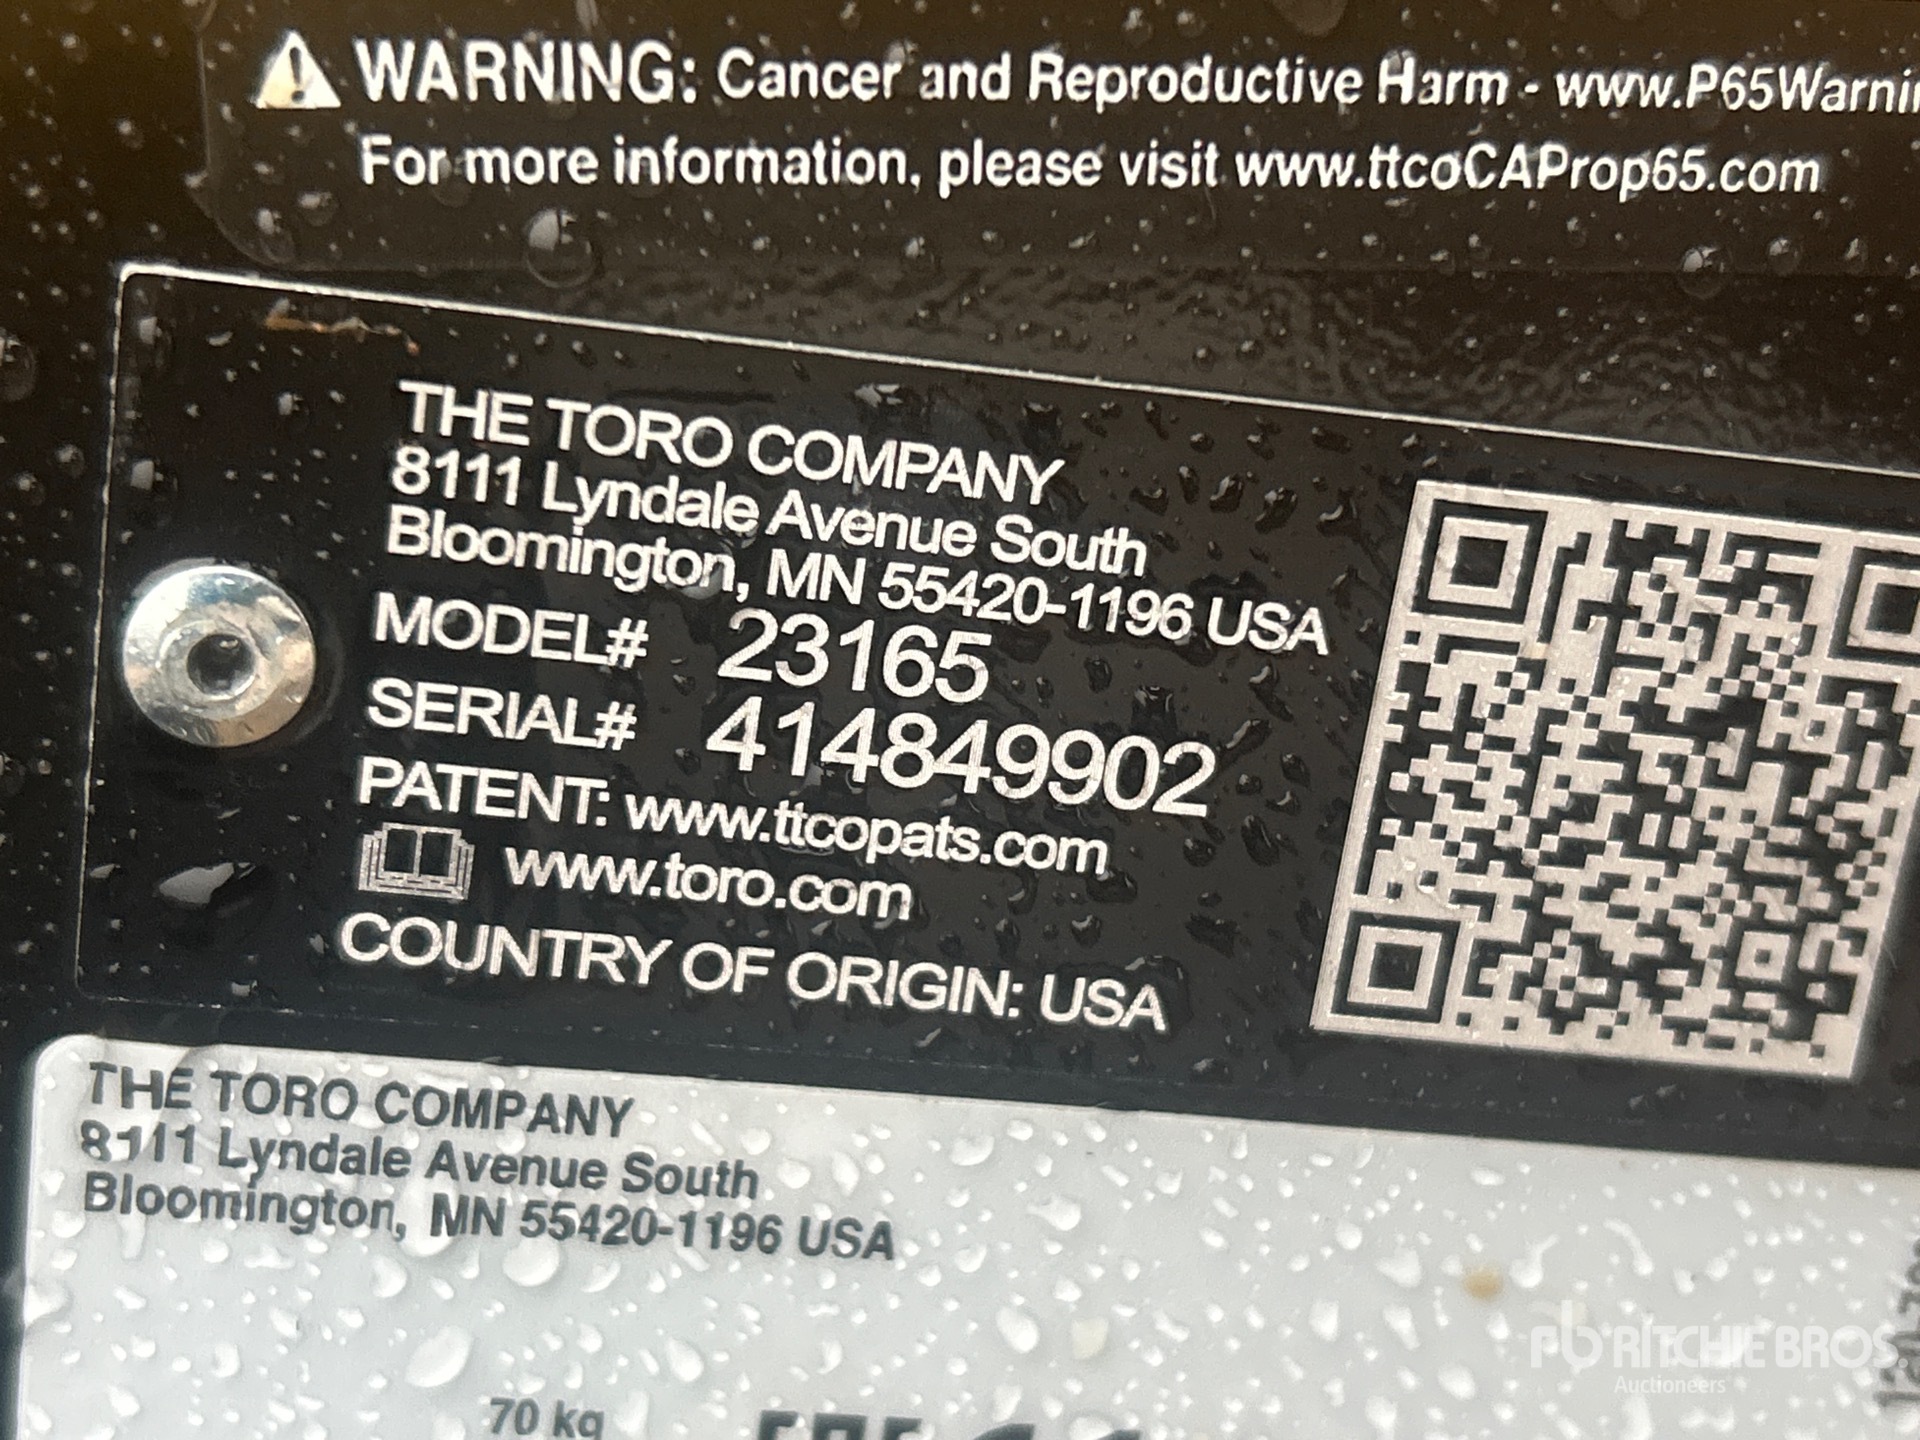 WARNING: Cancer and Reproductive Harm - www.P65Warnin
For more information, please visit www.ttcoCAProp65.com
THE TORO COMPANY
8111 Lyndale Avenue South
Bloomington, MN 55420-1196 USA
MODEL# 23165
SERIAL# 414849902
PATENT: www.ttcopats.com
www.toro.com
COUNTRY OF ORIGIN: USA
THE TORO COMPANY
8111 Lyndale Avenue South
Bloomington, MN 55420-1196 USA
70 kg
rb RITCHIE BROS.
Auctioneers